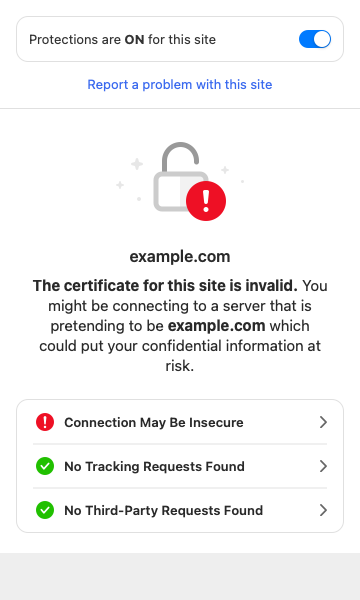 Protections are ON for this site
Report a problem with this site
example.com
The certificate for this site is invalid. You
might be connecting to a server that is
pretending to be example.com which
could put your confidential information at
risk.
Connection May Be Insecure
No Tracking Requests Found
No Third-Party Requests Found